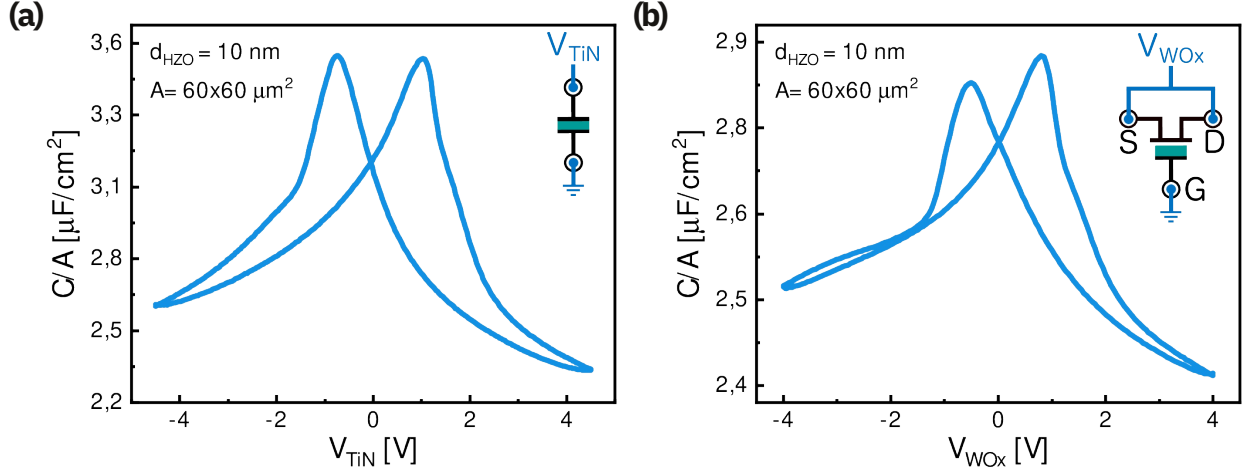 (a)
3,6
3,3
3,1
2,8
2,5
2,2
C/A [μF/cm²]
d_HZO = 10 nm
A= 60x60 μm²
V_TiN
-4 -2 0 2 4
V_TiN [V]
(b)
2,9
2,8
2,6
2,5
2,4
C/A [μF/cm²]
d_HZO = 10 nm
A= 60x60 μm²
V_WOx
S D
G
-4 -2 0 2 4
V_WOx [V]